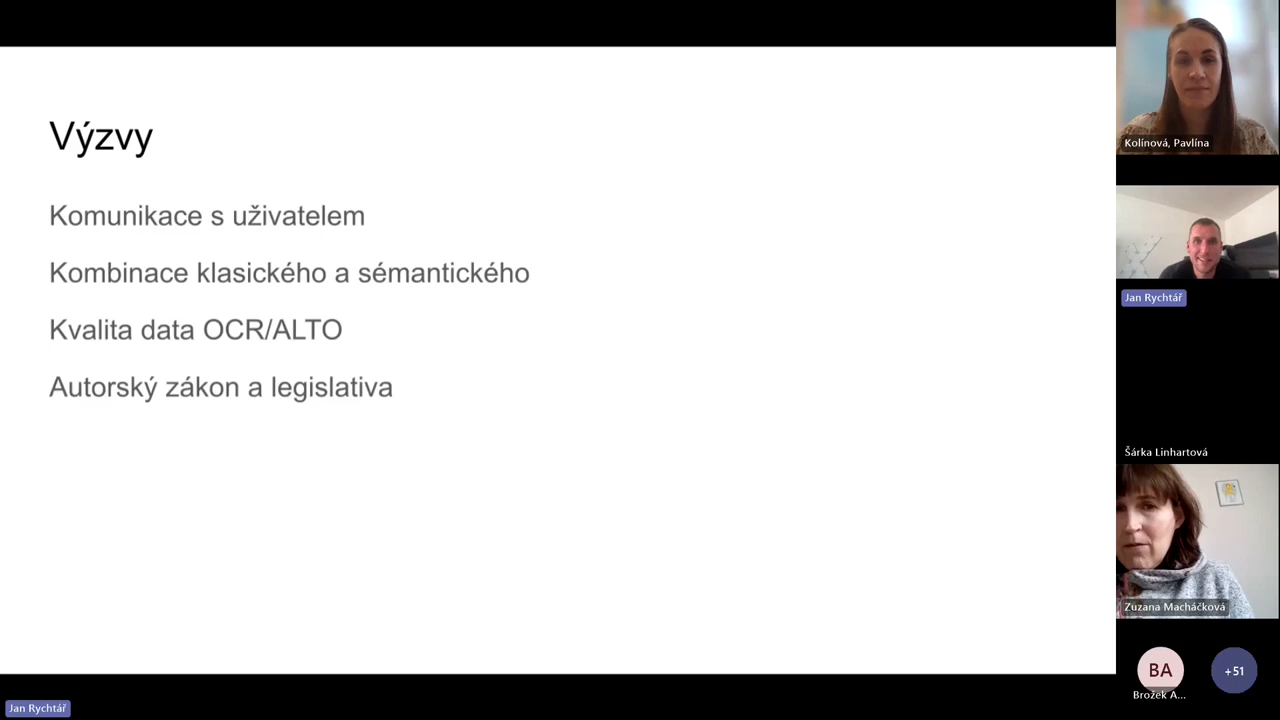 Výzvy
Komunikace s uživatelem
Kombinace klasického a sémantického
Kvalita data OCR/ALTO
Autorský zákon a legislativa
Jan Rychtář
Kolínová, Pavlína
Jan Rychtář
Šárka Linhartová
Zuzana Macháčková
BA
+51
Brožek A...